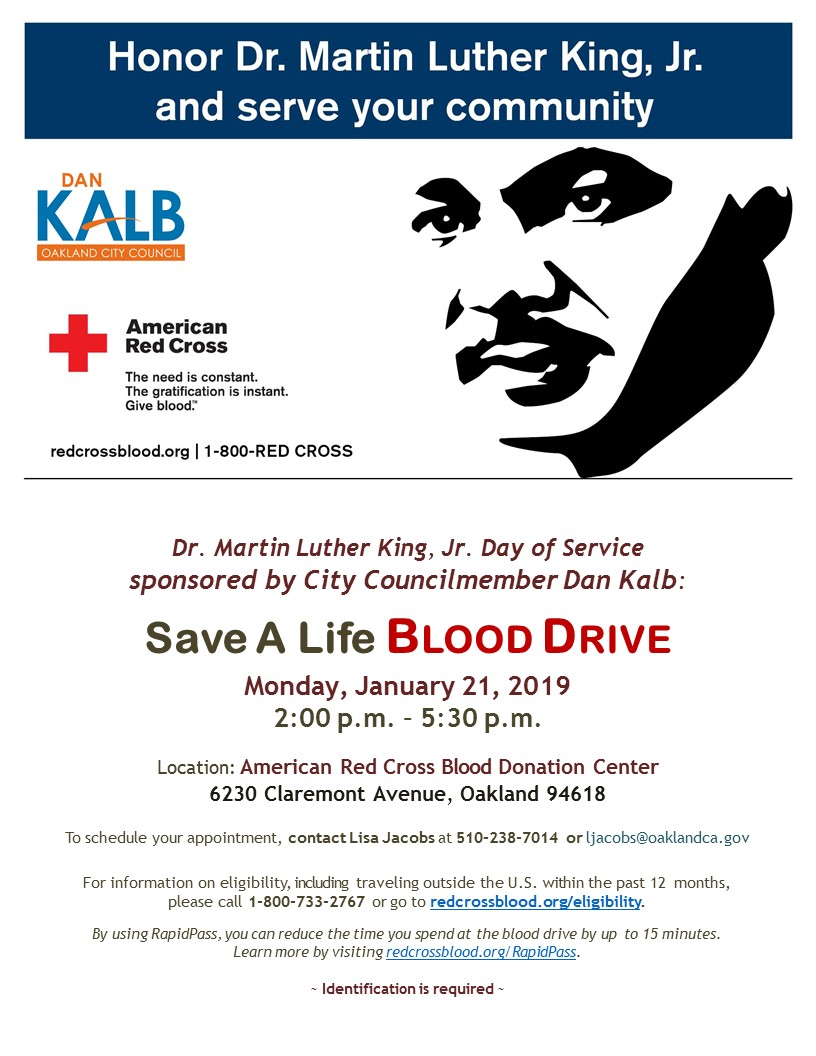 Honor Dr. Martin Luther King, Jr.
and serve your community
DAN
KALB
OAKLAND CITY COUNCIL
American
Red Cross
The need is constant.
The gratification is instant.
Give blood.™
redcrossblood.org | 1-800-RED CROSS
Dr. Martin Luther King, Jr. Day of Service
sponsored by City Councilmember Dan Kalb:
Save A Life BLOOD DRIVE
Monday, January 21, 2019
2:00 p.m. – 5:30 p.m.
Location: American Red Cross Blood Donation Center
6230 Claremont Avenue, Oakland 94618
To schedule your appointment, contact Lisa Jacobs at 510-238-7014 or ljacobs@oaklandca.gov
For information on eligibility, including traveling outside the U.S. within the past 12 months,
please call 1-800-733-2767 or go to redcrossblood.org/eligibility.
By using RapidPass, you can reduce the time you spend at the blood drive by up to 15 minutes.
Learn more by visiting redcrossblood.org/RapidPass.
~ Identification is required ~